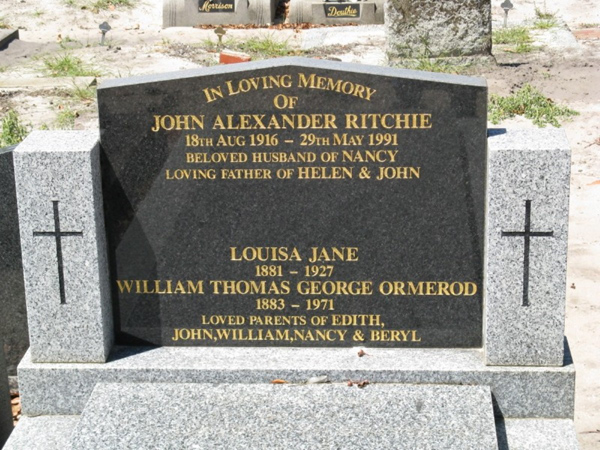 Morrison
Douthie
IN LOVING MEMORY
OF
JOHN ALEXANDER RITCHIE
18TH AUG 1916 – 29TH MAY 1991
BELOVED HUSBAND OF NANCY
LOVING FATHER OF HELEN & JOHN
LOUISA JANE
1881 – 1927
WILLIAM THOMAS GEORGE ORMEROD
1883 – 1971
LOVED PARENTS OF EDITH,
JOHN,WILLIAM,NANCY & BERYL